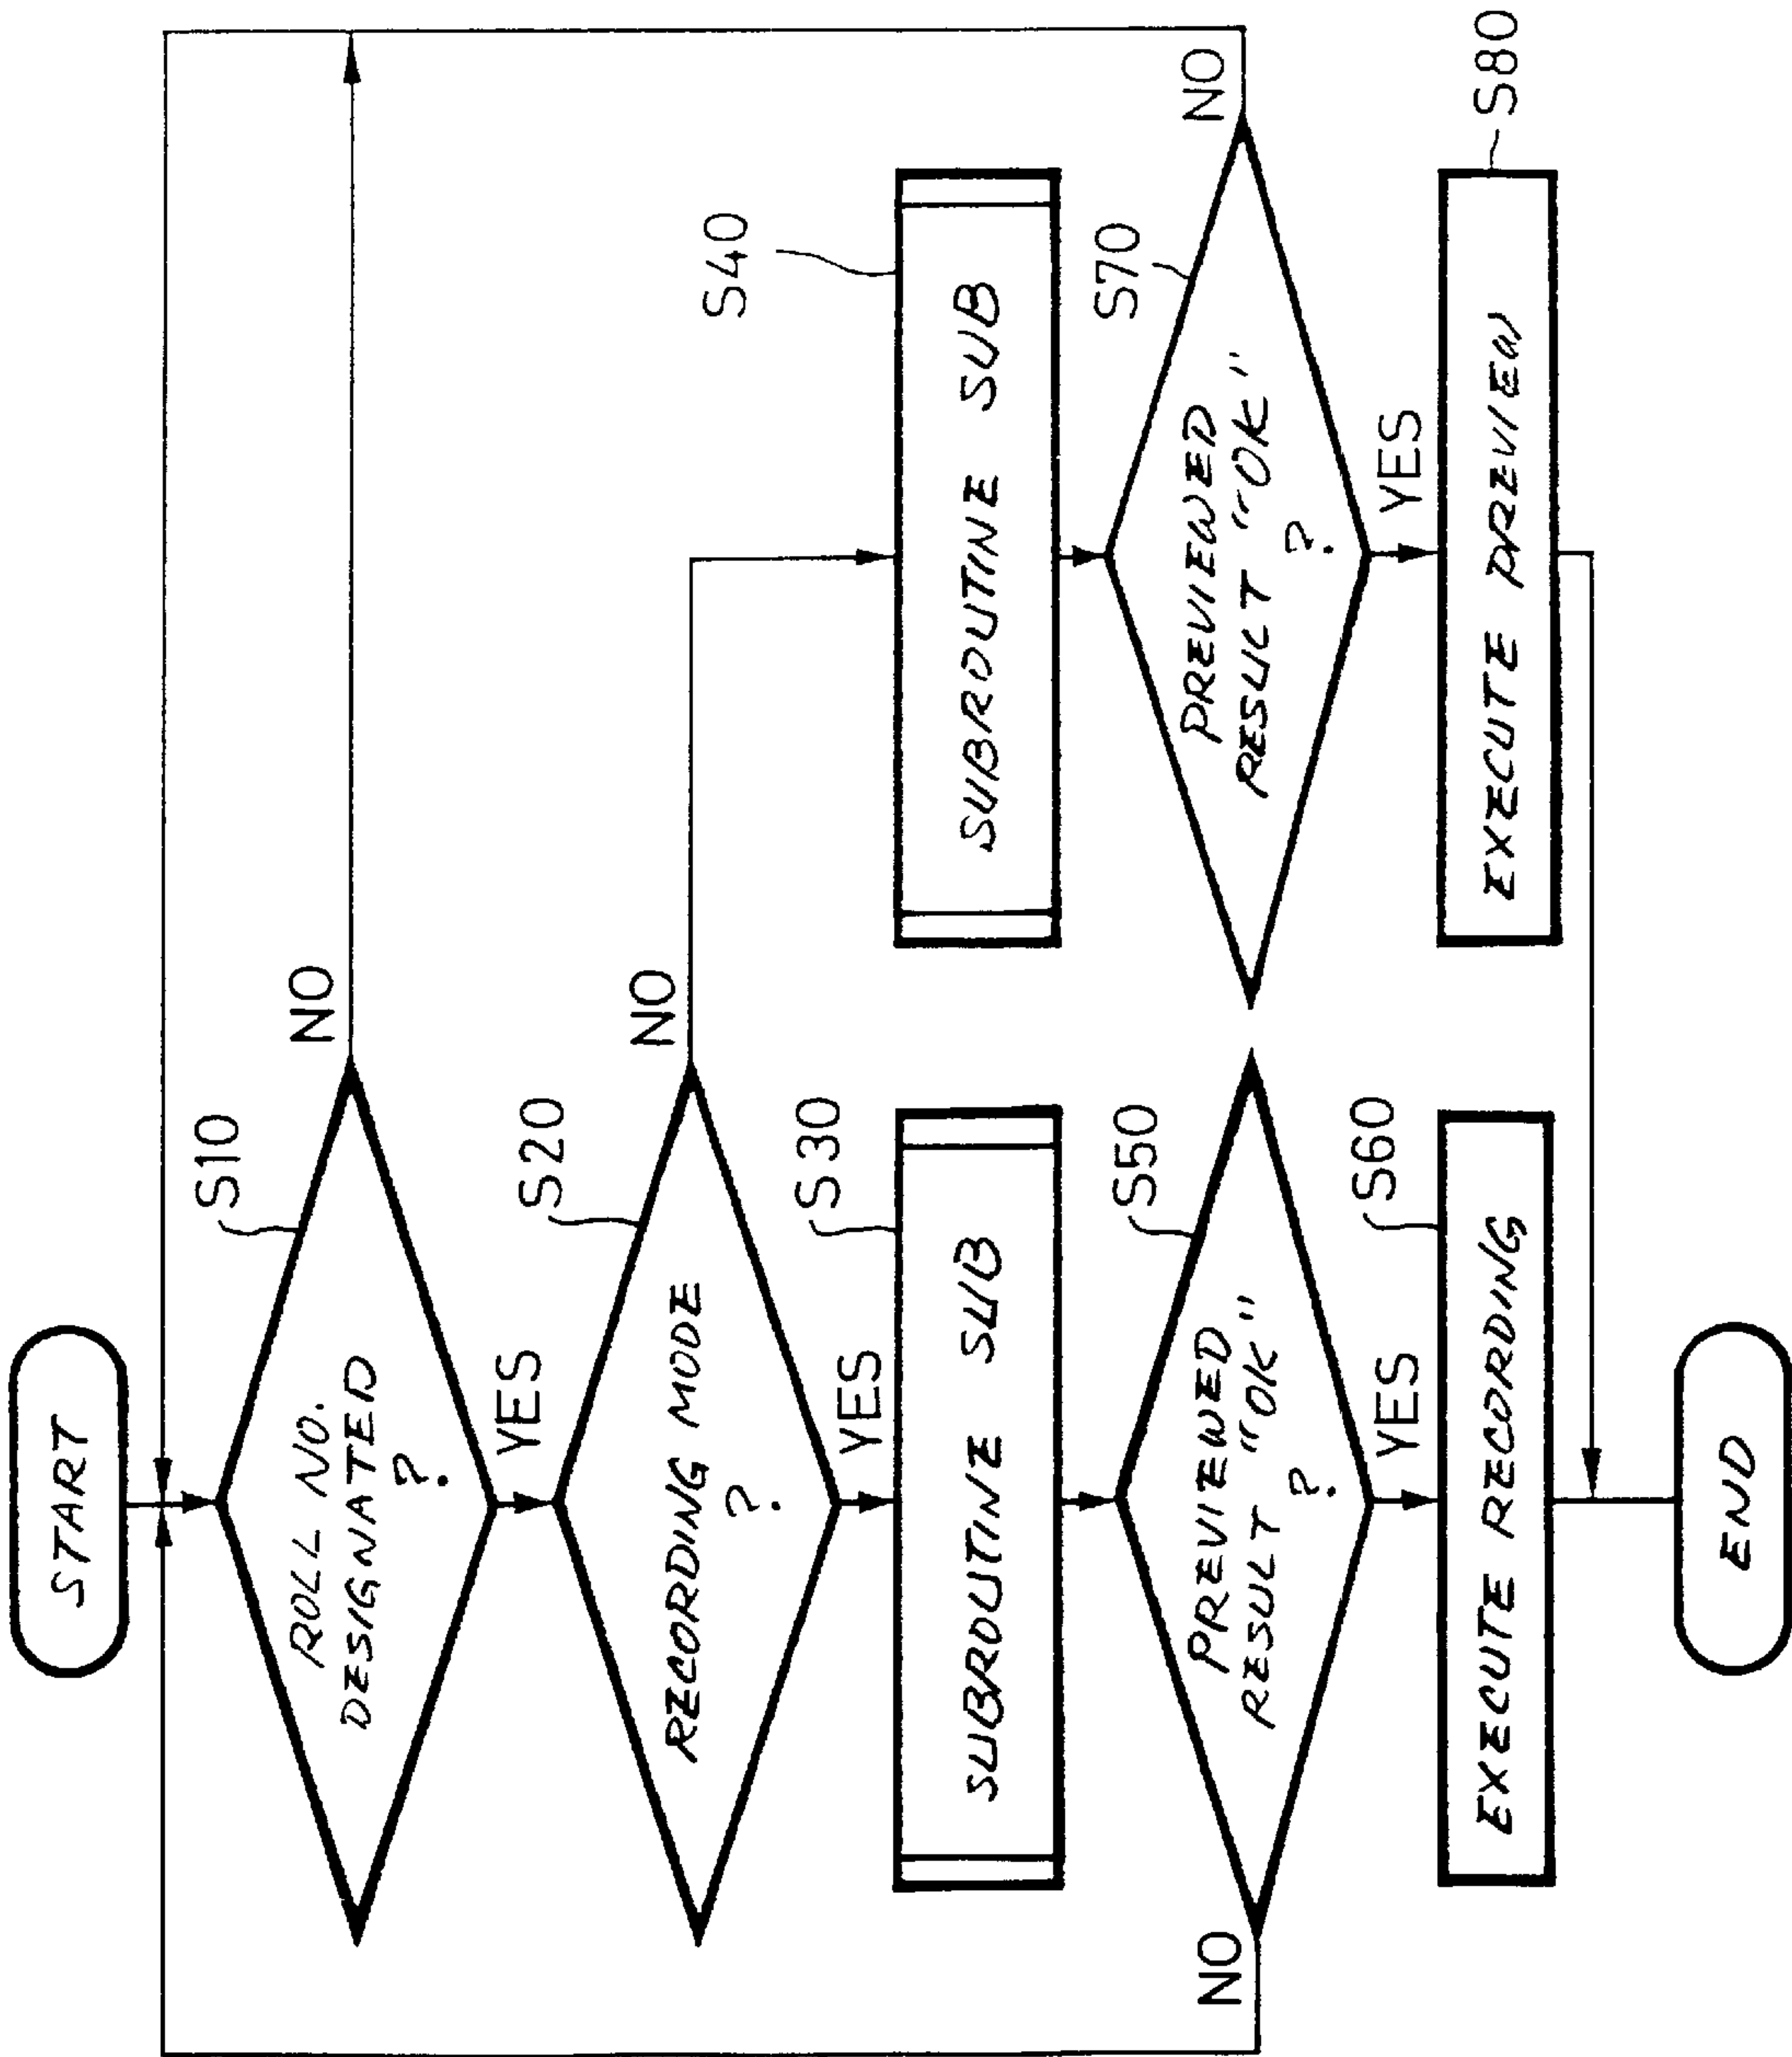 START
S10
ROLL NO.
DESIGNATED
?
NO
YES
S20
RECORDING MODE
?
NO
YES
S30
SUBROUTINE SUB
S40
SUBROUTINE SUB
S50
PREVIEWED
RESULT "OK"
?
NO
YES
S70
PREVIEWED
RESULT "OK"
?
NO
YES
S60
EXECUTE RECORDING
S80
EXECUTE PREVIEW
END